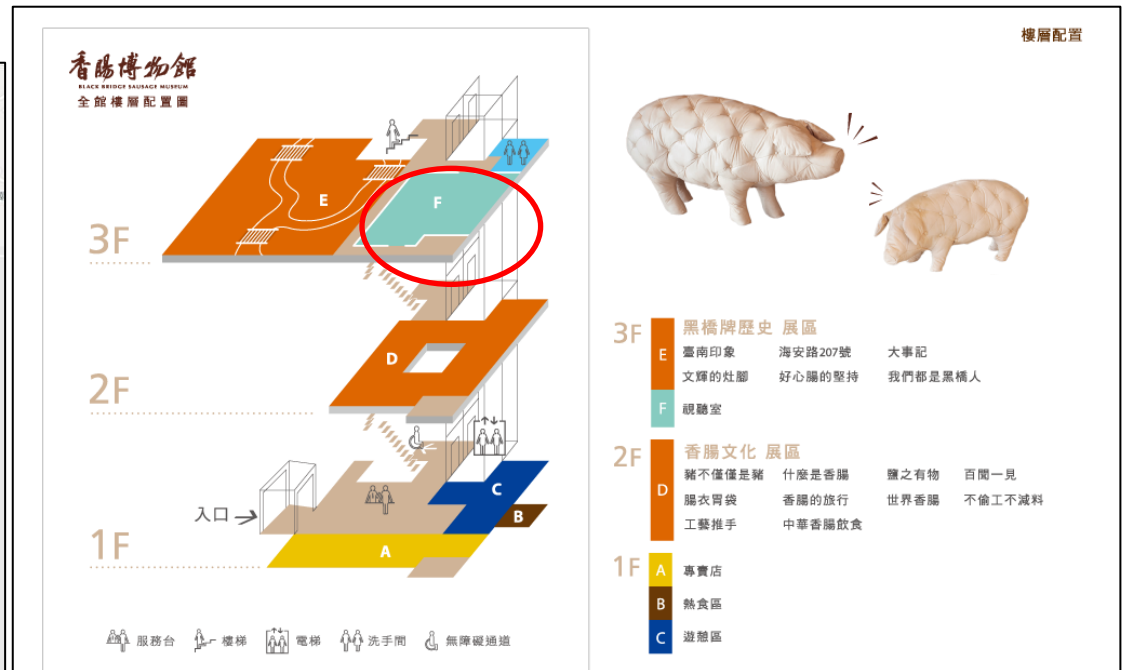 樓層配置
香腸博物館
BLACK BRIDGE SAUSAGE MUSEUM
全館樓層配置圖
E
F
3F
D
2F
入口
C
B
A
1F
服務台 樓梯 電梯 洗手間 無障礙通道
3F
E
黑橋牌歷史 展區
臺南印象 海安路207號 大事記
文輝的灶腳 好心腸的堅持 我們都是黑橋人
F 視聽室
2F
D
香腸文化 展區
豬不僅僅是豬 什麼是香腸 鹽之有物 百聞一見
腸衣胃袋 香腸的旅行 世界香腸 不偷工不減料
工藝推手 中華香腸飲食
1F
A 專賣店
B 熱食區
C 遊憩區